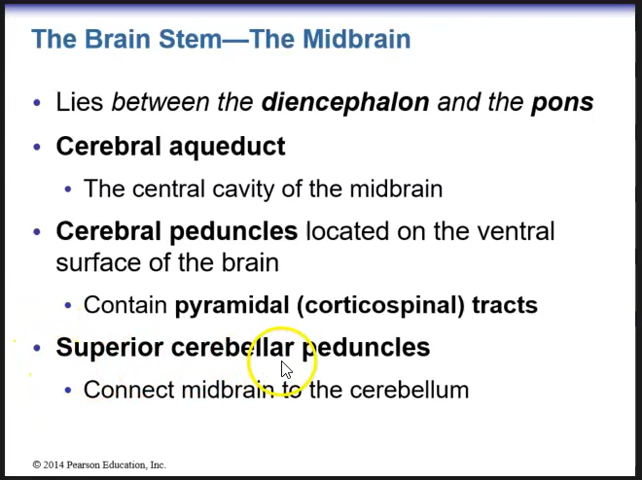 The Brain Stem—The Midbrain
• Lies between the diencephalon and the pons
• Cerebral aqueduct
• The central cavity of the midbrain
• Cerebral peduncles located on the ventral
surface of the brain
• Contain pyramidal (corticospinal) tracts
• Superior cerebellar peduncles
• Connect midbrain to the cerebellum
© 2014 Pearson Education, Inc.